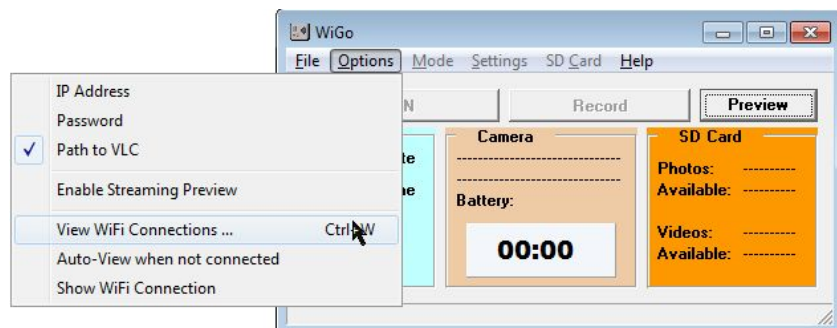 WiGo
File Options Mode Settings SD Card Help
IP Address
Password
Path to VLC
Enable Streaming Preview
View WiFi Connections ...
Auto-View when not connected
Show WiFi Connection
N
Record
Preview
Camera
Battery:
00:00
SD Card
Photos: ----------
Available: ----------
Videos: ----------
Available: ----------